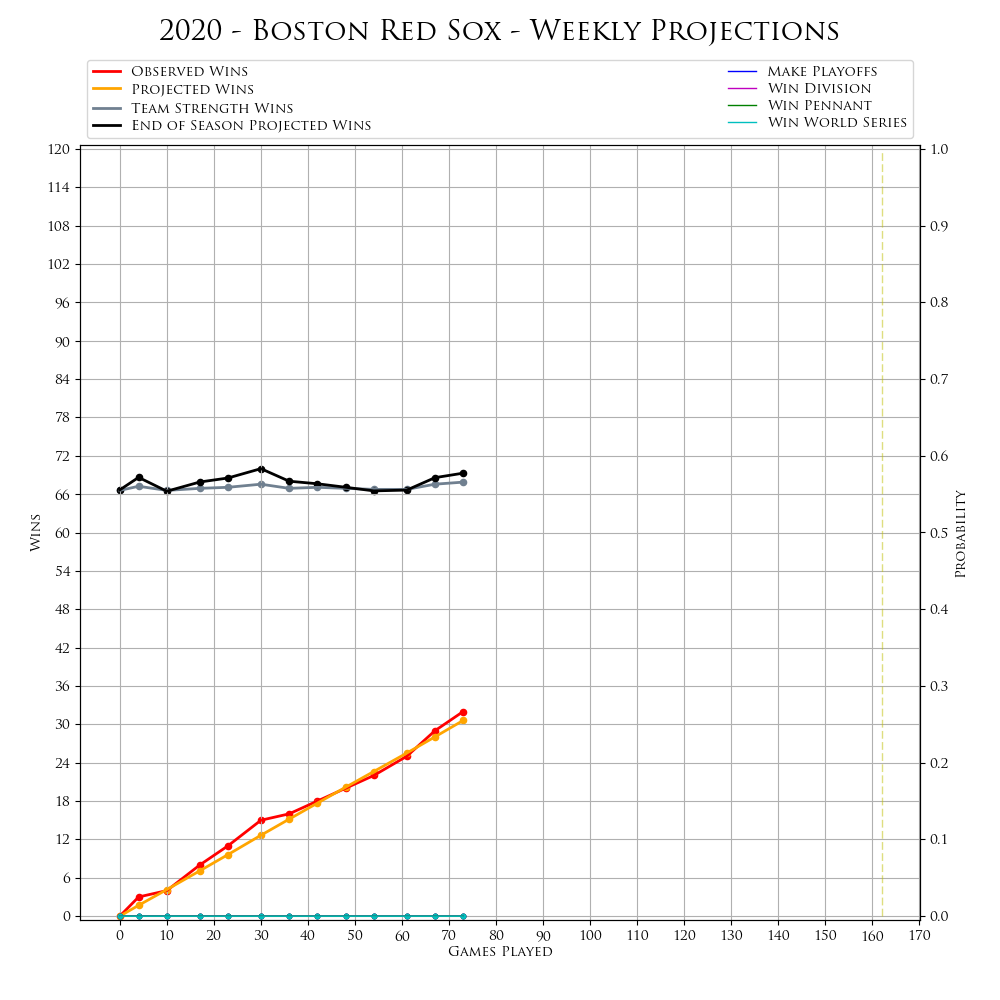 2020 - Boston Red Sox - Weekly Projections
Observed Wins
Projected Wins
Team Strength Wins
End of Season Projected Wins
Make Playoffs
Win Division
Win Pennant
Win World Series
120
114
108
102
96
90
84
78
72
66
60
54
48
42
36
30
24
18
12
6
0
Wins
1.0
0.9
0.8
0.7
0.6
0.5
0.4
0.3
0.2
0.1
0.0
Probability
0 10 20 30 40 50 60 70 80 90 100 110 120 130 140 150 160 170
Games Played